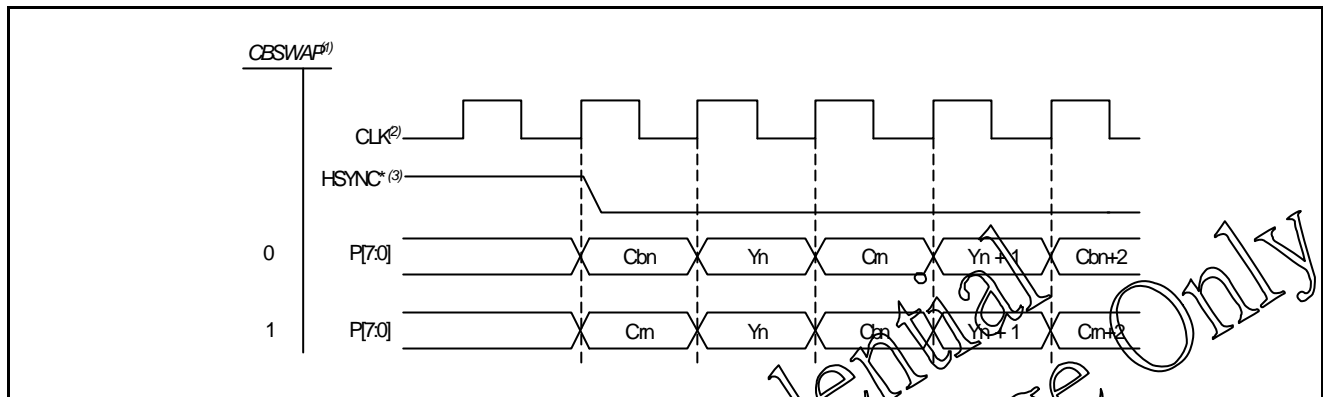 CBSWAP(1)
CLK(2)
HSYNC*(3)
0 P[7:0] Cbn Yn Crn Yn + 1 Cbn+2
1 P[7:0] Crn Yn Cbn Yn + 1 Crn+2
Only